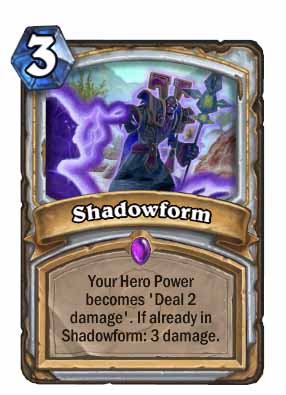 3
Shadowform
Your Hero Power
becomes 'Deal 2
damage'. If already in
Shadowform: 3 damage.